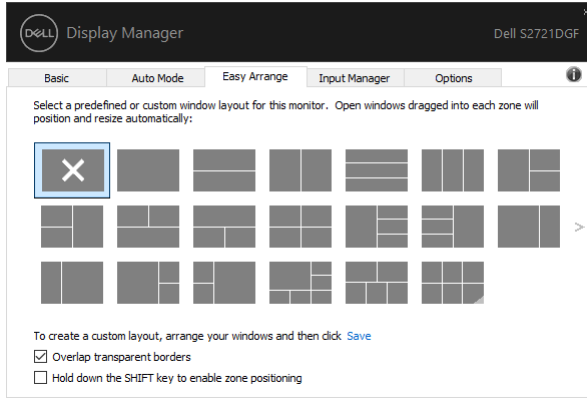 DELL Display Manager Dell S2721DGF
Basic Auto Mode Easy Arrange Input Manager Options i
Select a predefined or custom window layout for this monitor. Open windows dragged into each zone will
position and resize automatically:
To create a custom layout, arrange your windows and then click Save
Overlap transparent borders
Hold down the SHIFT key to enable zone positioning